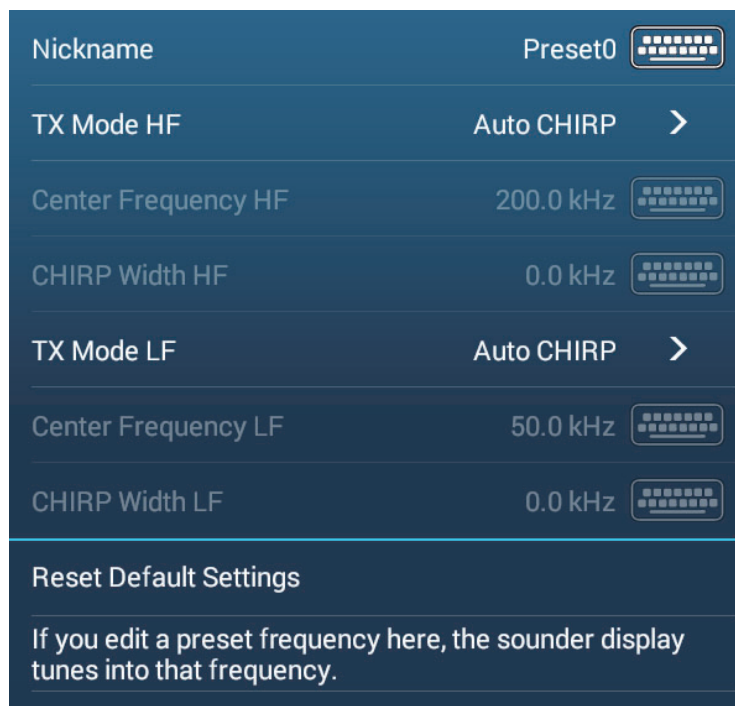 Nickname Preset0
TX Mode HF Auto CHIRP
Center Frequency HF 200.0 kHz
CHIRP Width HF 0.0 kHz
TX Mode LF Auto CHIRP
Center Frequency LF 50.0 kHz
CHIRP Width LF 0.0 kHz
Reset Default Settings
If you edit a preset frequency here, the sounder display
tunes into that frequency.